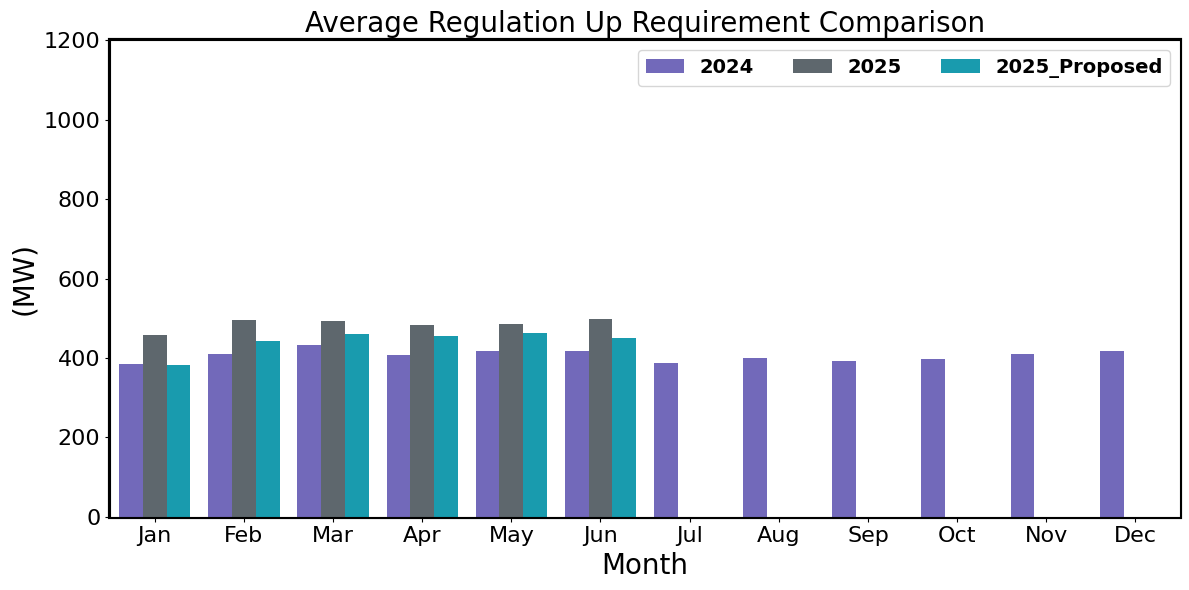 Average Regulation Up Requirement Comparison
2024 2025 2025_Proposed
1200
1000
800
600
400
200
0
(MW)
Jan Feb Mar Apr May Jun Jul Aug Sep Oct Nov Dec
Month